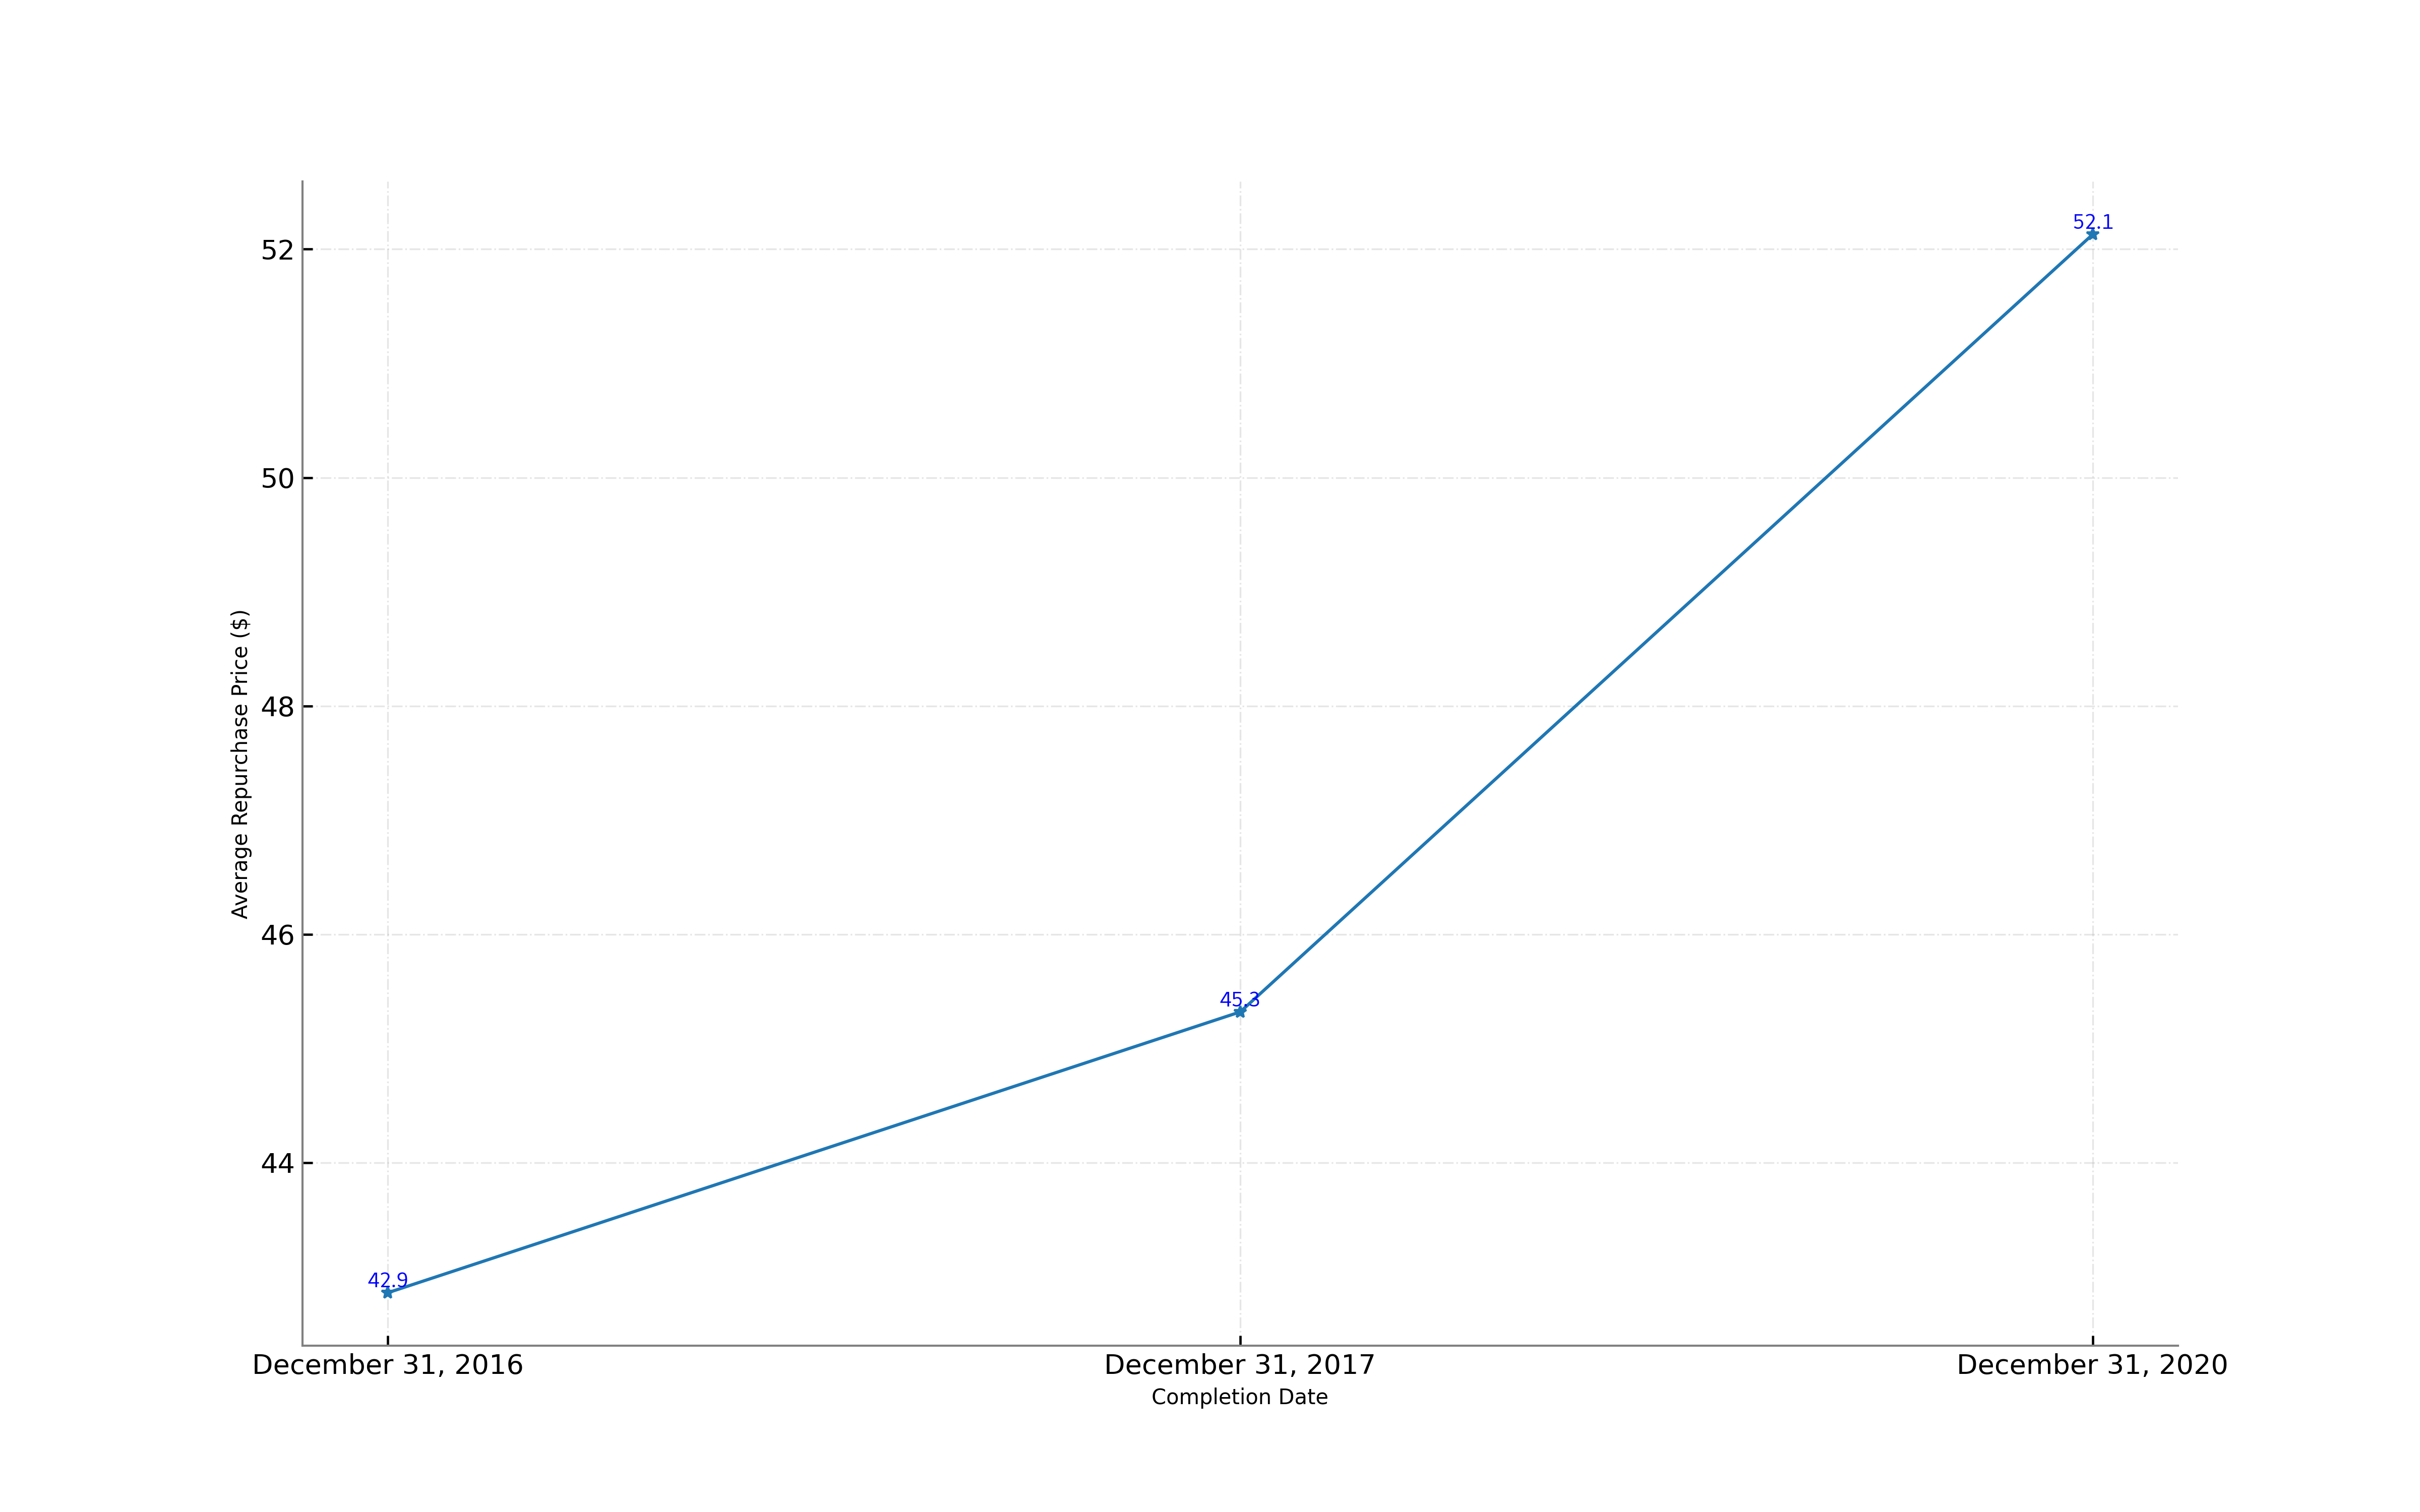 52.1
52
50
48
46
45.3
44
42.9
Average Repurchase Price ($)
December 31, 2016
December 31, 2017
December 31, 2020
Completion Date